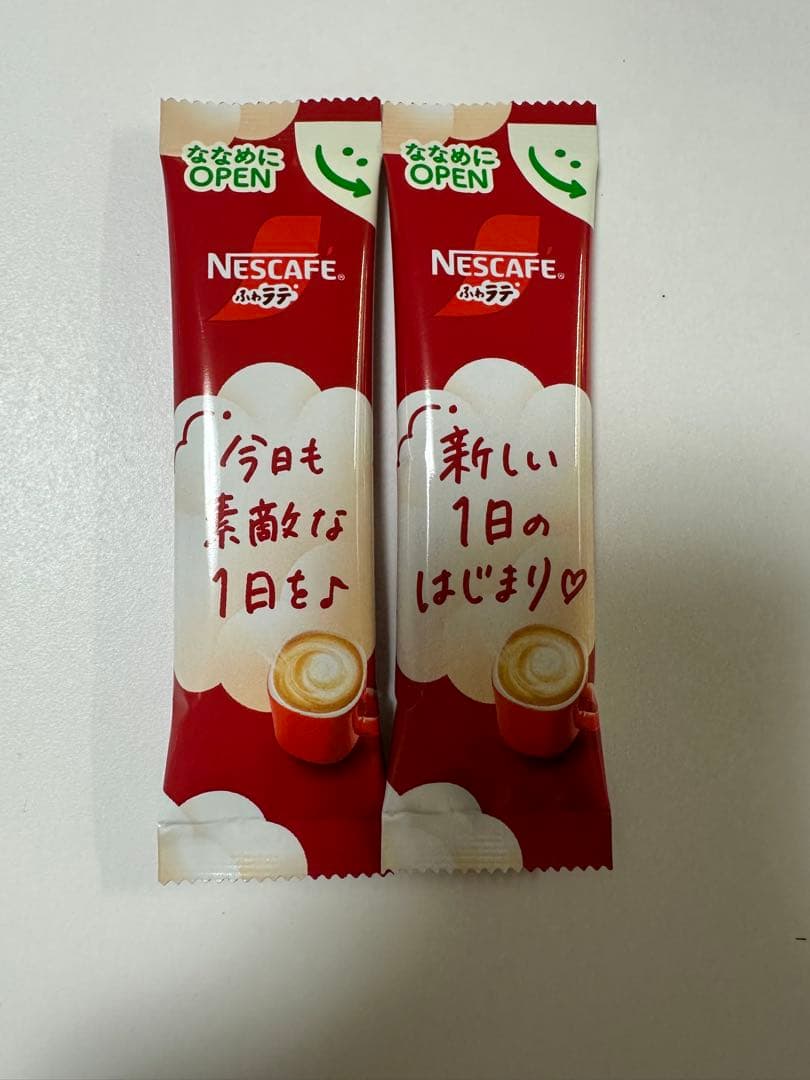 ななめに
OPEN
NESCAFÉ®
ふわラテ
今日も
素敵な
1日を♪
ななめに
OPEN
NESCAFÉ®
ふわラテ
新しい
1日の
はじまり♡